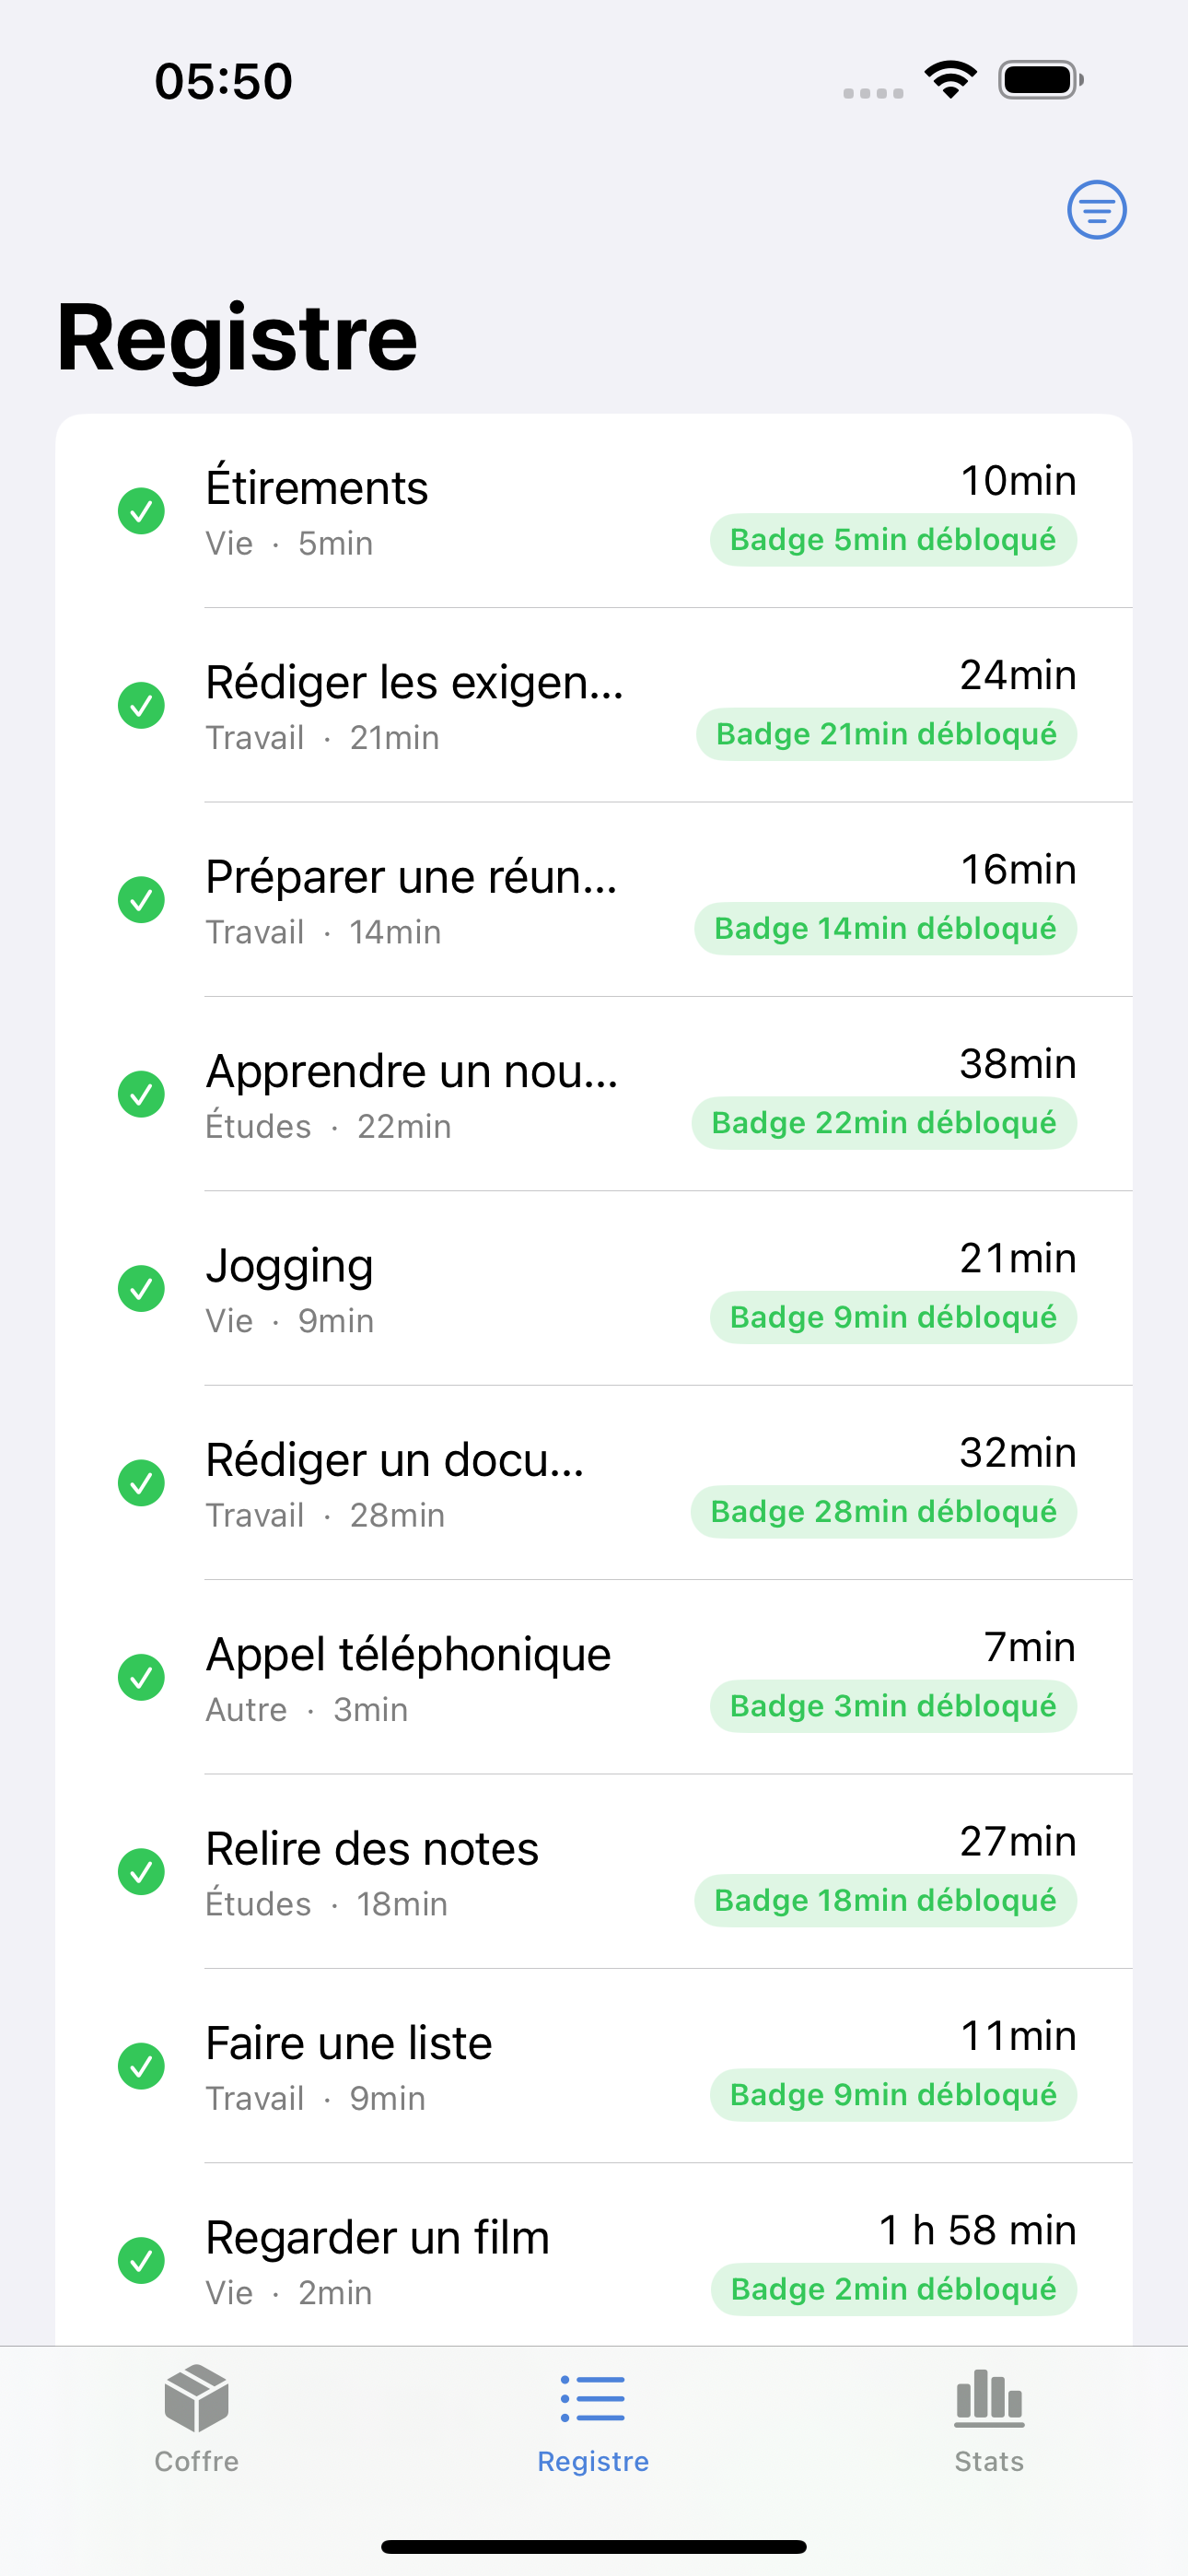 05:50
Registre
Étirements
10min
Vie · 5min
Badge 5min débloqué
Rédiger les exigen...
24min
Travail · 21min
Badge 21min débloqué
Préparer une réun...
16min
Travail · 14min
Badge 14min débloqué
Apprendre un nou...
38min
Études · 22min
Badge 22min débloqué
Jogging
21min
Vie · 9min
Badge 9min débloqué
Rédiger un docu...
32min
Travail · 28min
Badge 28min débloqué
Appel téléphonique
7min
Autre · 3min
Badge 3min débloqué
Relire des notes
27min
Études · 18min
Badge 18min débloqué
Faire une liste
11min
Travail · 9min
Badge 9min débloqué
Regarder un film
1 h 58 min
Vie · 2min
Badge 2min débloqué
Coffre
Registre
Stats